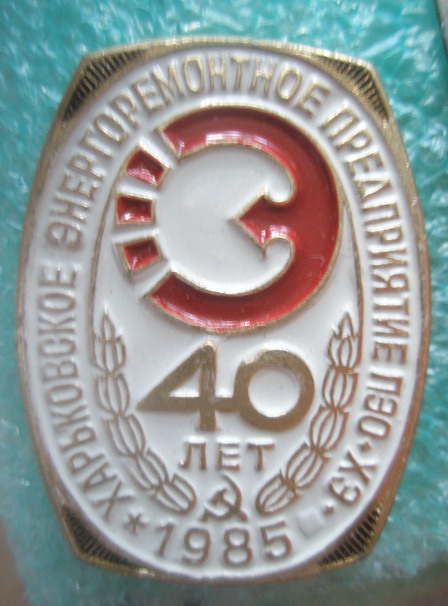 ХАРЬКОВСКОЕ ЭНЕРГОРЕМОНТНОЕ ПРЕДПРИЯТИЕ ПЭО ХЭ
Э
40
ЛЕТ
1985